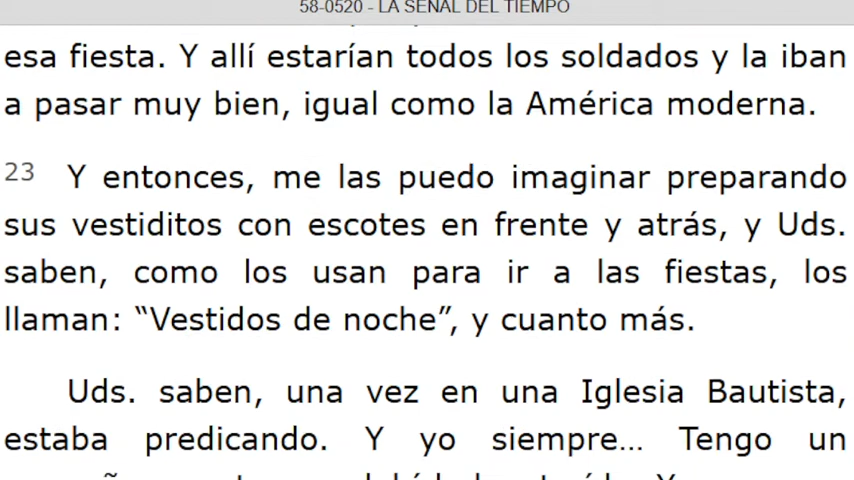 58-0520 - LA SEÑAL DEL TIEMPO
esa fiesta. Y allí estarían todos los soldados y la iban
a pasar muy bien, igual como la América moderna.
23 Y entonces, me las puedo imaginar preparando
sus vestiditos con escotes en frente y atrás, y Uds.
saben, como los usan para ir a las fiestas, los
llaman: “Vestidos de noche”, y cuanto más.
Uds. saben, una vez en una Iglesia Bautista,
estaba predicando. Y yo siempre… Tengo un